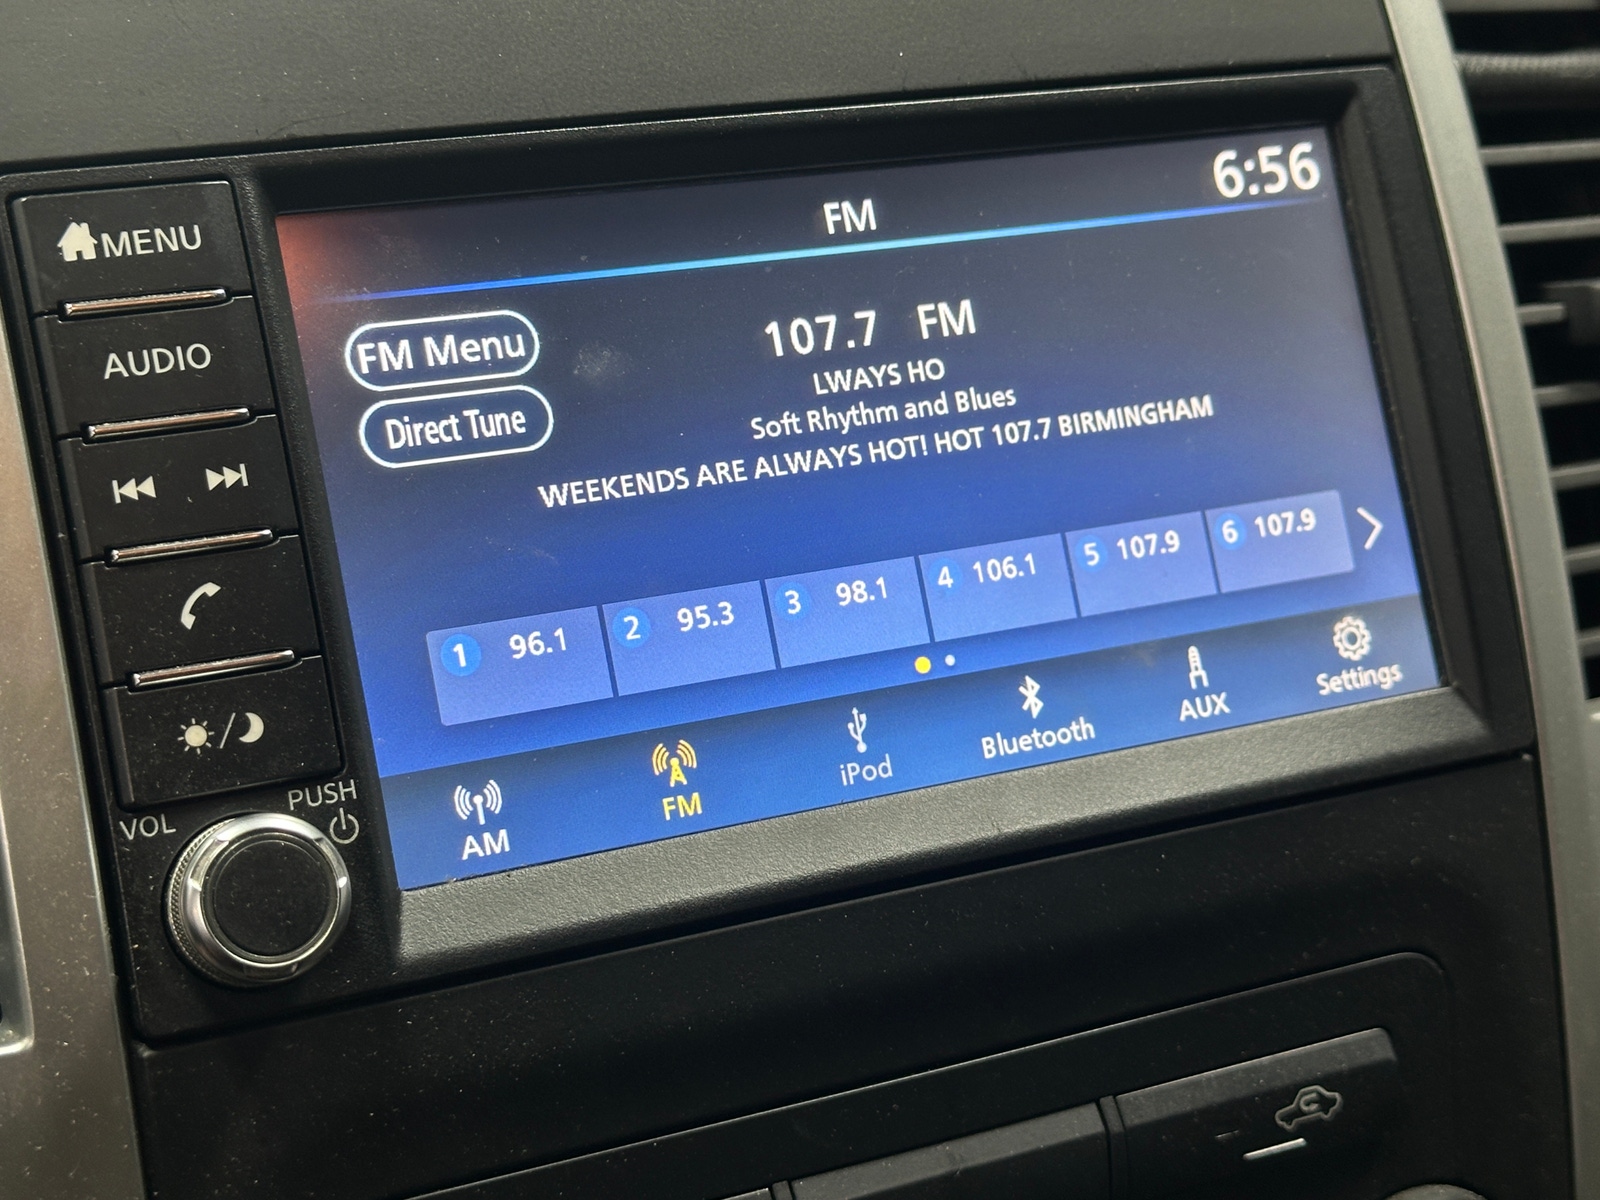 MENU
AUDIO
VOL
PUSH
FM
6:56
FM Menu
Direct Tune
107.7 FM
LWAYS HO
Soft Rhythm and Blues
WEEKENDS ARE ALWAYS HOT! HOT 107.7 BIRMINGHAM
1 96.1
2 95.3
3 98.1
4 106.1
5 107.9
6 107.9
AM
FM
iPod
Bluetooth
AUX
Settings